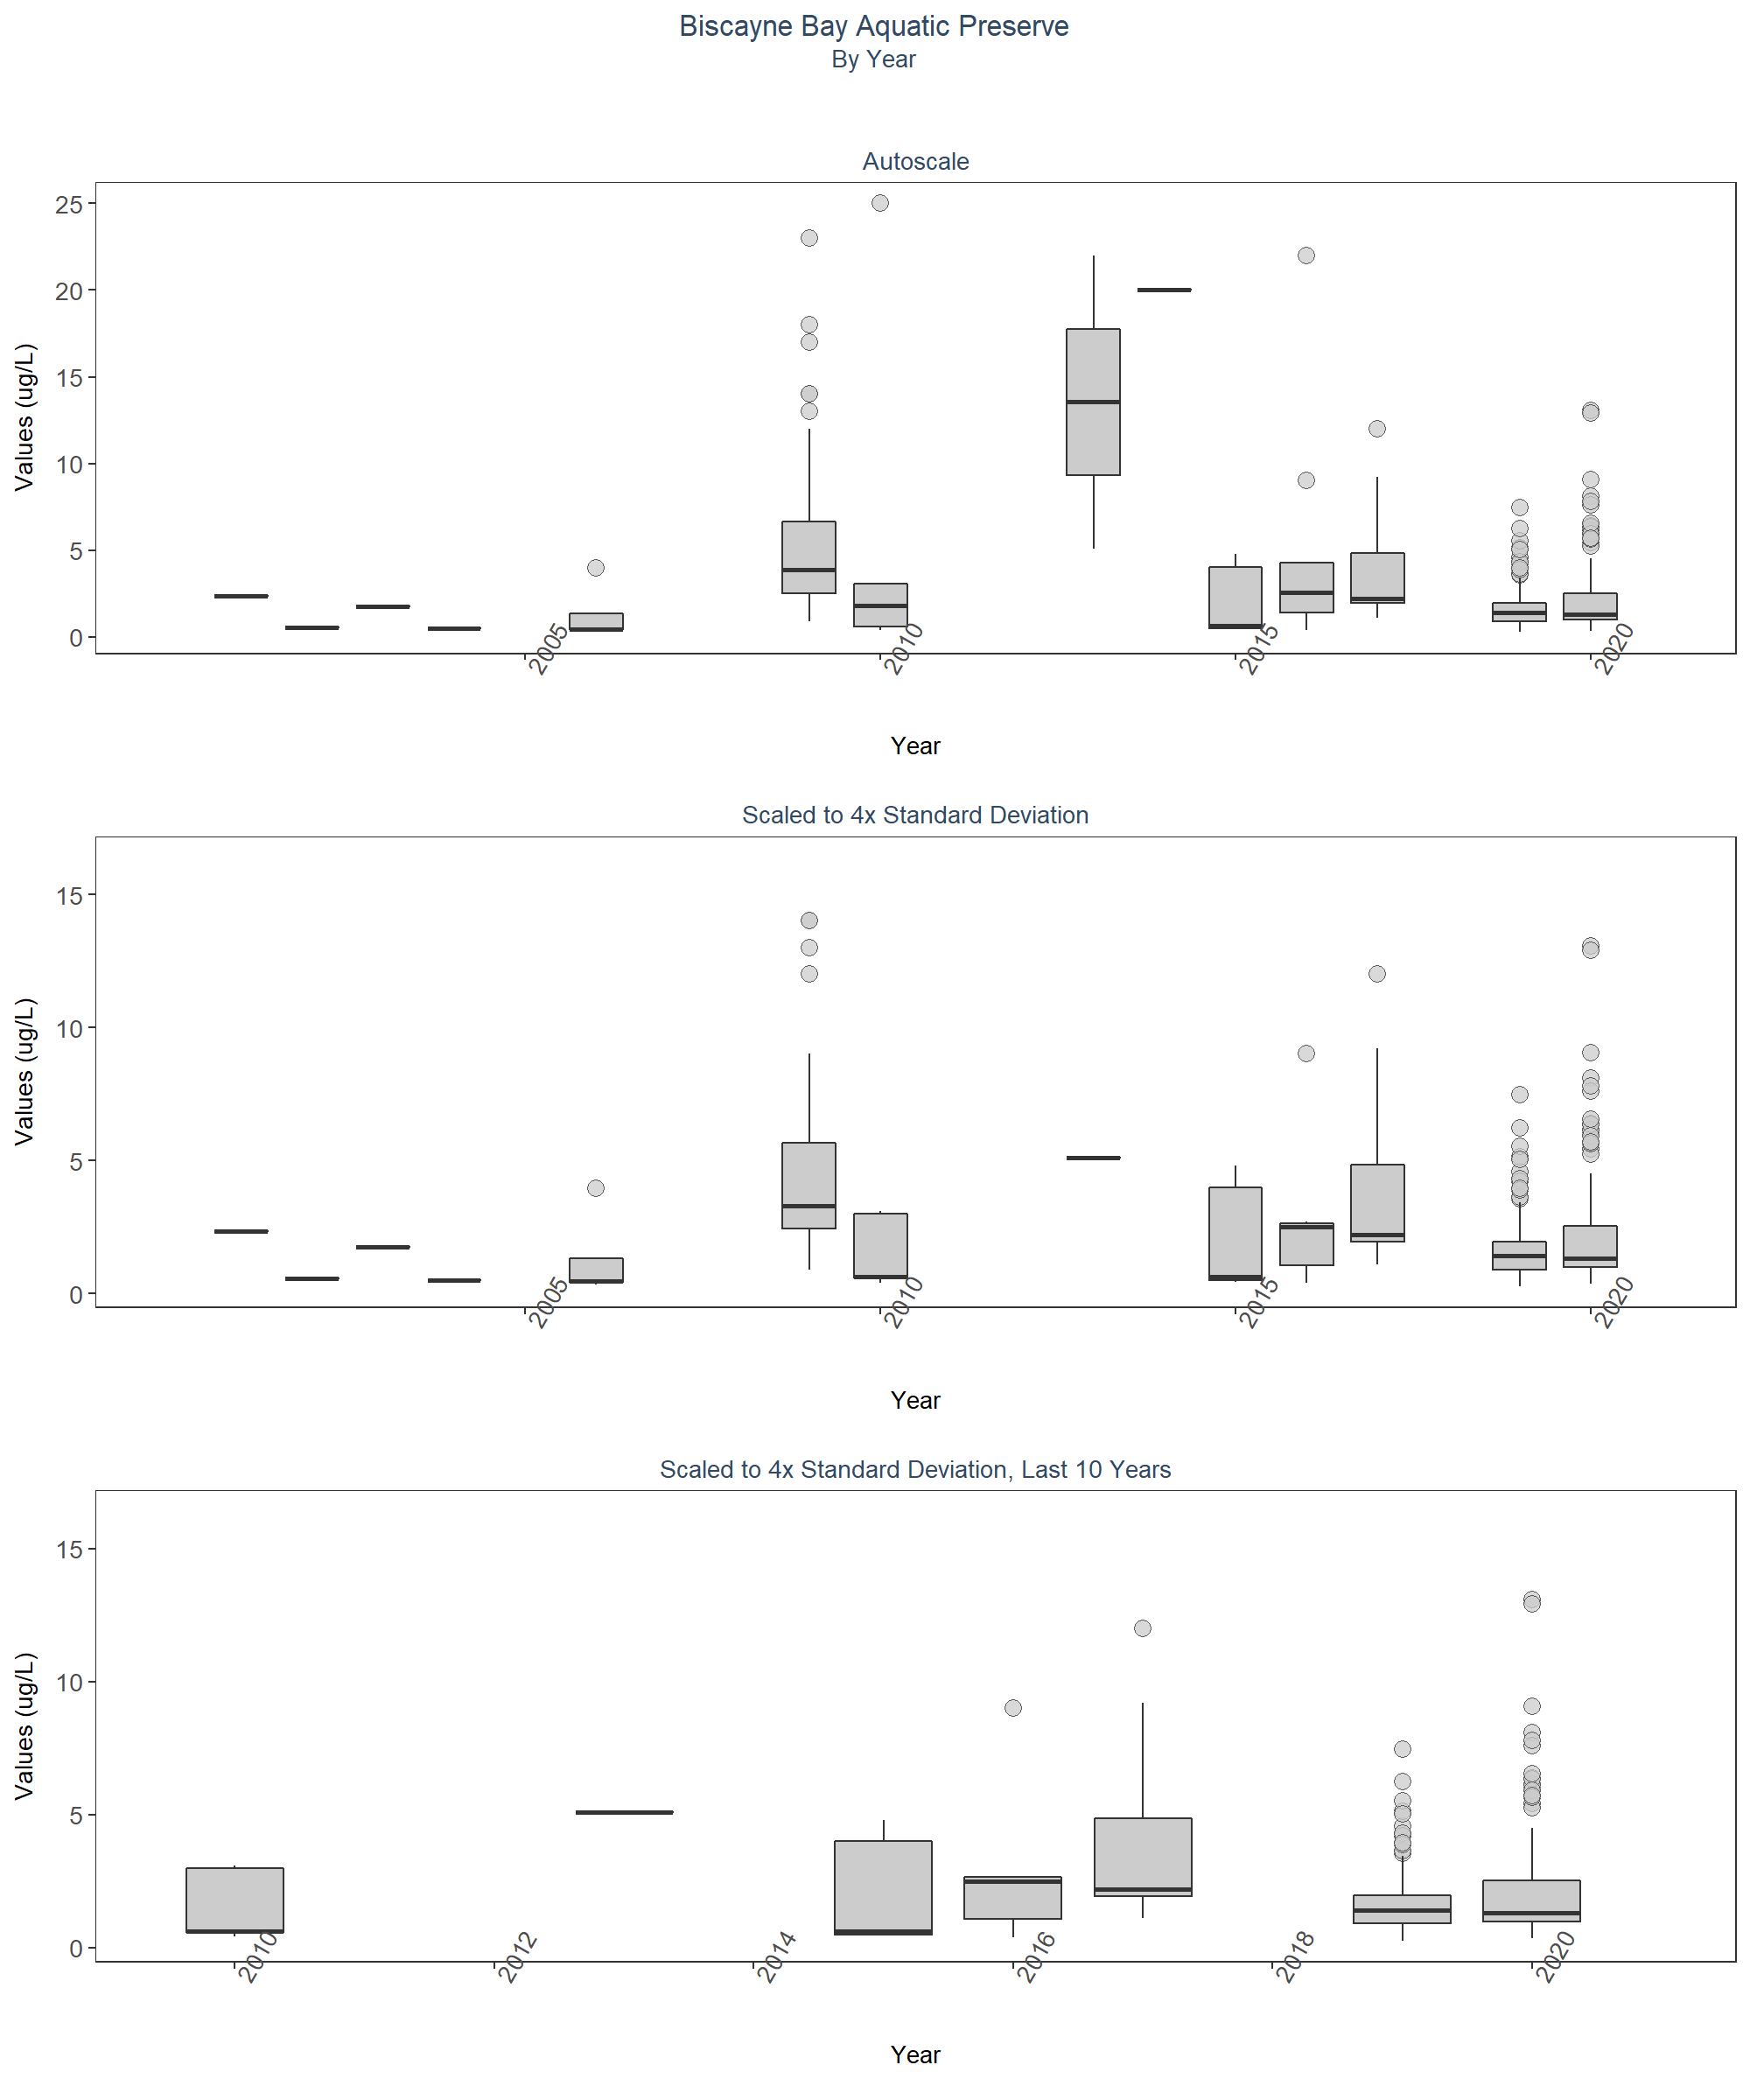 Biscayne Bay Aquatic Preserve
By Year
Autoscale
Values (ug/L)
25
20
15
10
5
0
2005
2010
2015
2020
Year
Scaled to 4x Standard Deviation
Values (ug/L)
15
10
5
0
2005
2010
2015
2020
Year
Scaled to 4x Standard Deviation, Last 10 Years
Values (ug/L)
15
10
5
0
2010
2012
2014
2016
2018
2020
Year